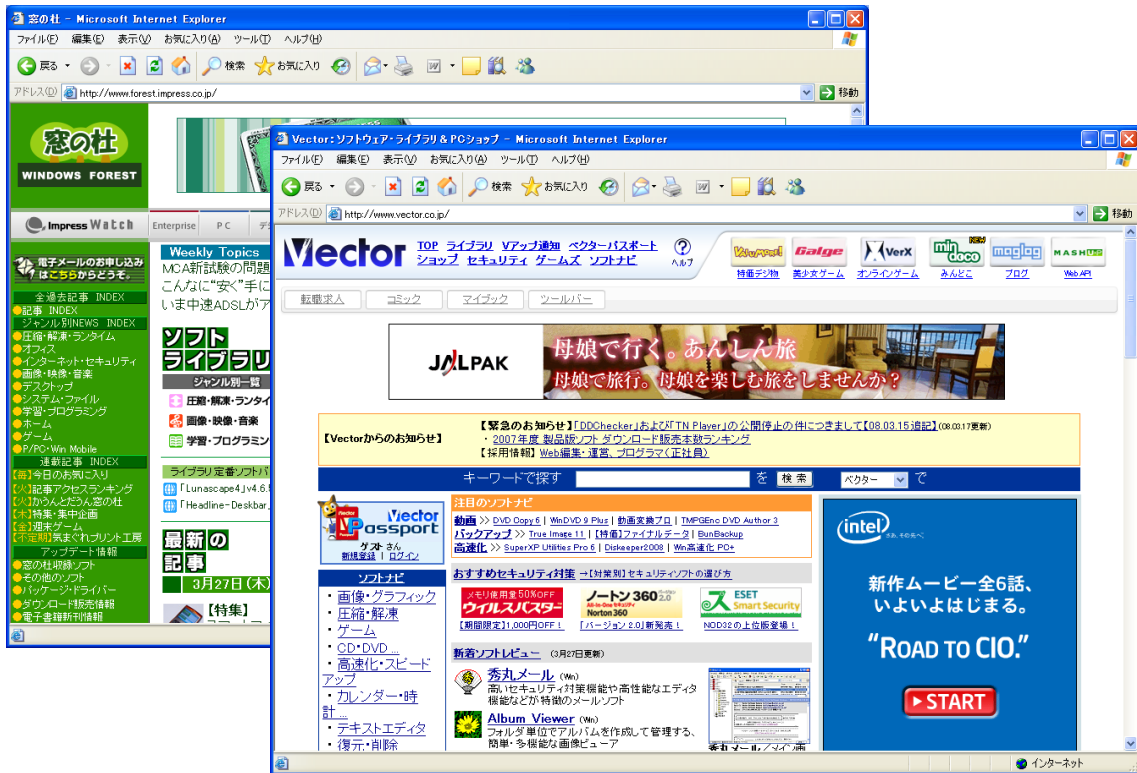 窓の杜 - Microsoft Internet Explorer
ファイル(F) 編集(E) 表示(V) お気に入り(A) ツール(T) ヘルプ(H)
戻る 検索 お気に入り
アドレス(D) http://www.forest.impress.co.jp/ 移動
窓の杜
WINDOWS FOREST
Impress Watch Enterprise PC
電子メールのお申し込み
はこちらからどうぞ。
全過去記事 INDEX
記事 INDEX
ジャンル別NEWS INDEX
圧縮・解凍・ランタイム
オフィス
インターネット・セキュリティ
画像・映像・音楽
デスクトップ
システム・ファイル
学習・プログラミング
ホーム
ゲーム
P/PC・Win Mobile
連載記事 INDEX
【毎】今日のお気に入り
【火】記事アクセスランキング
【火】かうんとだうん窓の杜
【木】特集・集中企画
【金】週末ゲーム
【不定期】気まぐれプリント工房
アップデート情報
窓の杜収録ソフト
その他のソフト
パッケージ・ドライバー
ダウンロード販売情報
電子書籍新刊情報
Weekly Topics
MCA新試験の問題
こんなに“安く”手に
いま中速ADSLがア
ソフト
ライブラリ
ジャンル別一覧
圧縮・解凍・ランタイ
画像・映像・音楽
学習・プログラミン
ライブラリ定番ソフトバ
「Lunascape4」v4.6.
「Headline-Deskbar」
最新の
記事
3月27日(木)
【特集】
Vector：ソフトウェア・ライブラリ & PCショップ - Microsoft Internet Explorer
ファイル(F) 編集(E) 表示(V) お気に入り(A) ツール(T) ヘルプ(H)
戻る 検索 お気に入り
アドレス(D) http://www.vector.co.jp/ 移動
Vector
TOP ライブラリ Vアップ通知 ベクターパスポート
ショップ セキュリティ ゲームズ ソフトナビ
ヘルプ
Galge VerX min doco NEW maglog MASHUP
特価デジ物 美少女ゲーム オンラインゲーム みんどこ ブログ Web API
転職求人 コミック マイブック ツールバー
JALPAK
母娘で行く。あんしん旅
母娘で旅行。母娘を楽しむ旅をしませんか？
【Vectorからのお知らせ】
【緊急のお知らせ】「DDChecker」および「TN Player」の公開停止の件につきまして【08.03.15追記】(08.03.17更新)
・2007年度 製品版ソフト ダウンロード販売本数ランキング
【採用情報】Web編集・運営、プログラマ(正社員)
キーワードで探す を 検索 ベクター で
Vector
Passport
ゲスト さん
新規登録 | ログイン
ソフトナビ
・画像・グラフィック
・圧縮・解凍
・ゲーム
・CD・DVD ...
・高速化・スピード
アップ
・カレンダー・時
計 ...
・テキストエディタ
・復元・削除
注目のソフトナビ
動画 >> DVD Copy 6 | WinDVD 9 Plus | 動画変換プロ | TMPGEnc DVD Author 3
バックアップ >> True Image 11 | 【特価】ファイナルデータ | BunBackup
高速化 >> SuperXP Utilities Pro 6 | Diskeeper2008 | Win高速化 PC+
おすすめセキュリティ対策 →【対策別】セキュリティソフトの選び方
メモリ使用量50%OFF
ウイルスバスター
【期間限定】1,000円OFF！
ノートン 360 バージョン 2.0
All-in-One セキュリティ
Norton 360
「バージョン 2.0」新発売！
ESET
Smart Security
NOD32の上位版登場！
新着ソフトレビュー (3月27日更新)
秀丸メール (Win)
高いセキュリティ対策機能や高性能なエディタ
機能などが特徴のメールソフト
Album Viewer (Win)
フォルダ単位でアルバムを作成して管理する、
簡単・多機能な画像ビューア
秀丸メール／メイン画
intel
さあ、その先へ。
新作ムービー全6話、
いよいよはじまる。
“ROAD TO CIO.”
START
インターネット